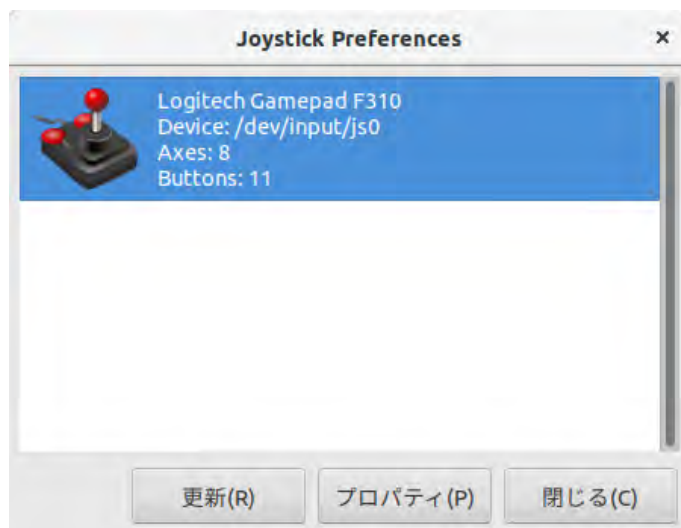 Joystick Preferences ×
Logitech Gamepad F310
Device: /dev/input/js0
Axes: 8
Buttons: 11
更新(R) プロパティ(P) 閉じる(C)